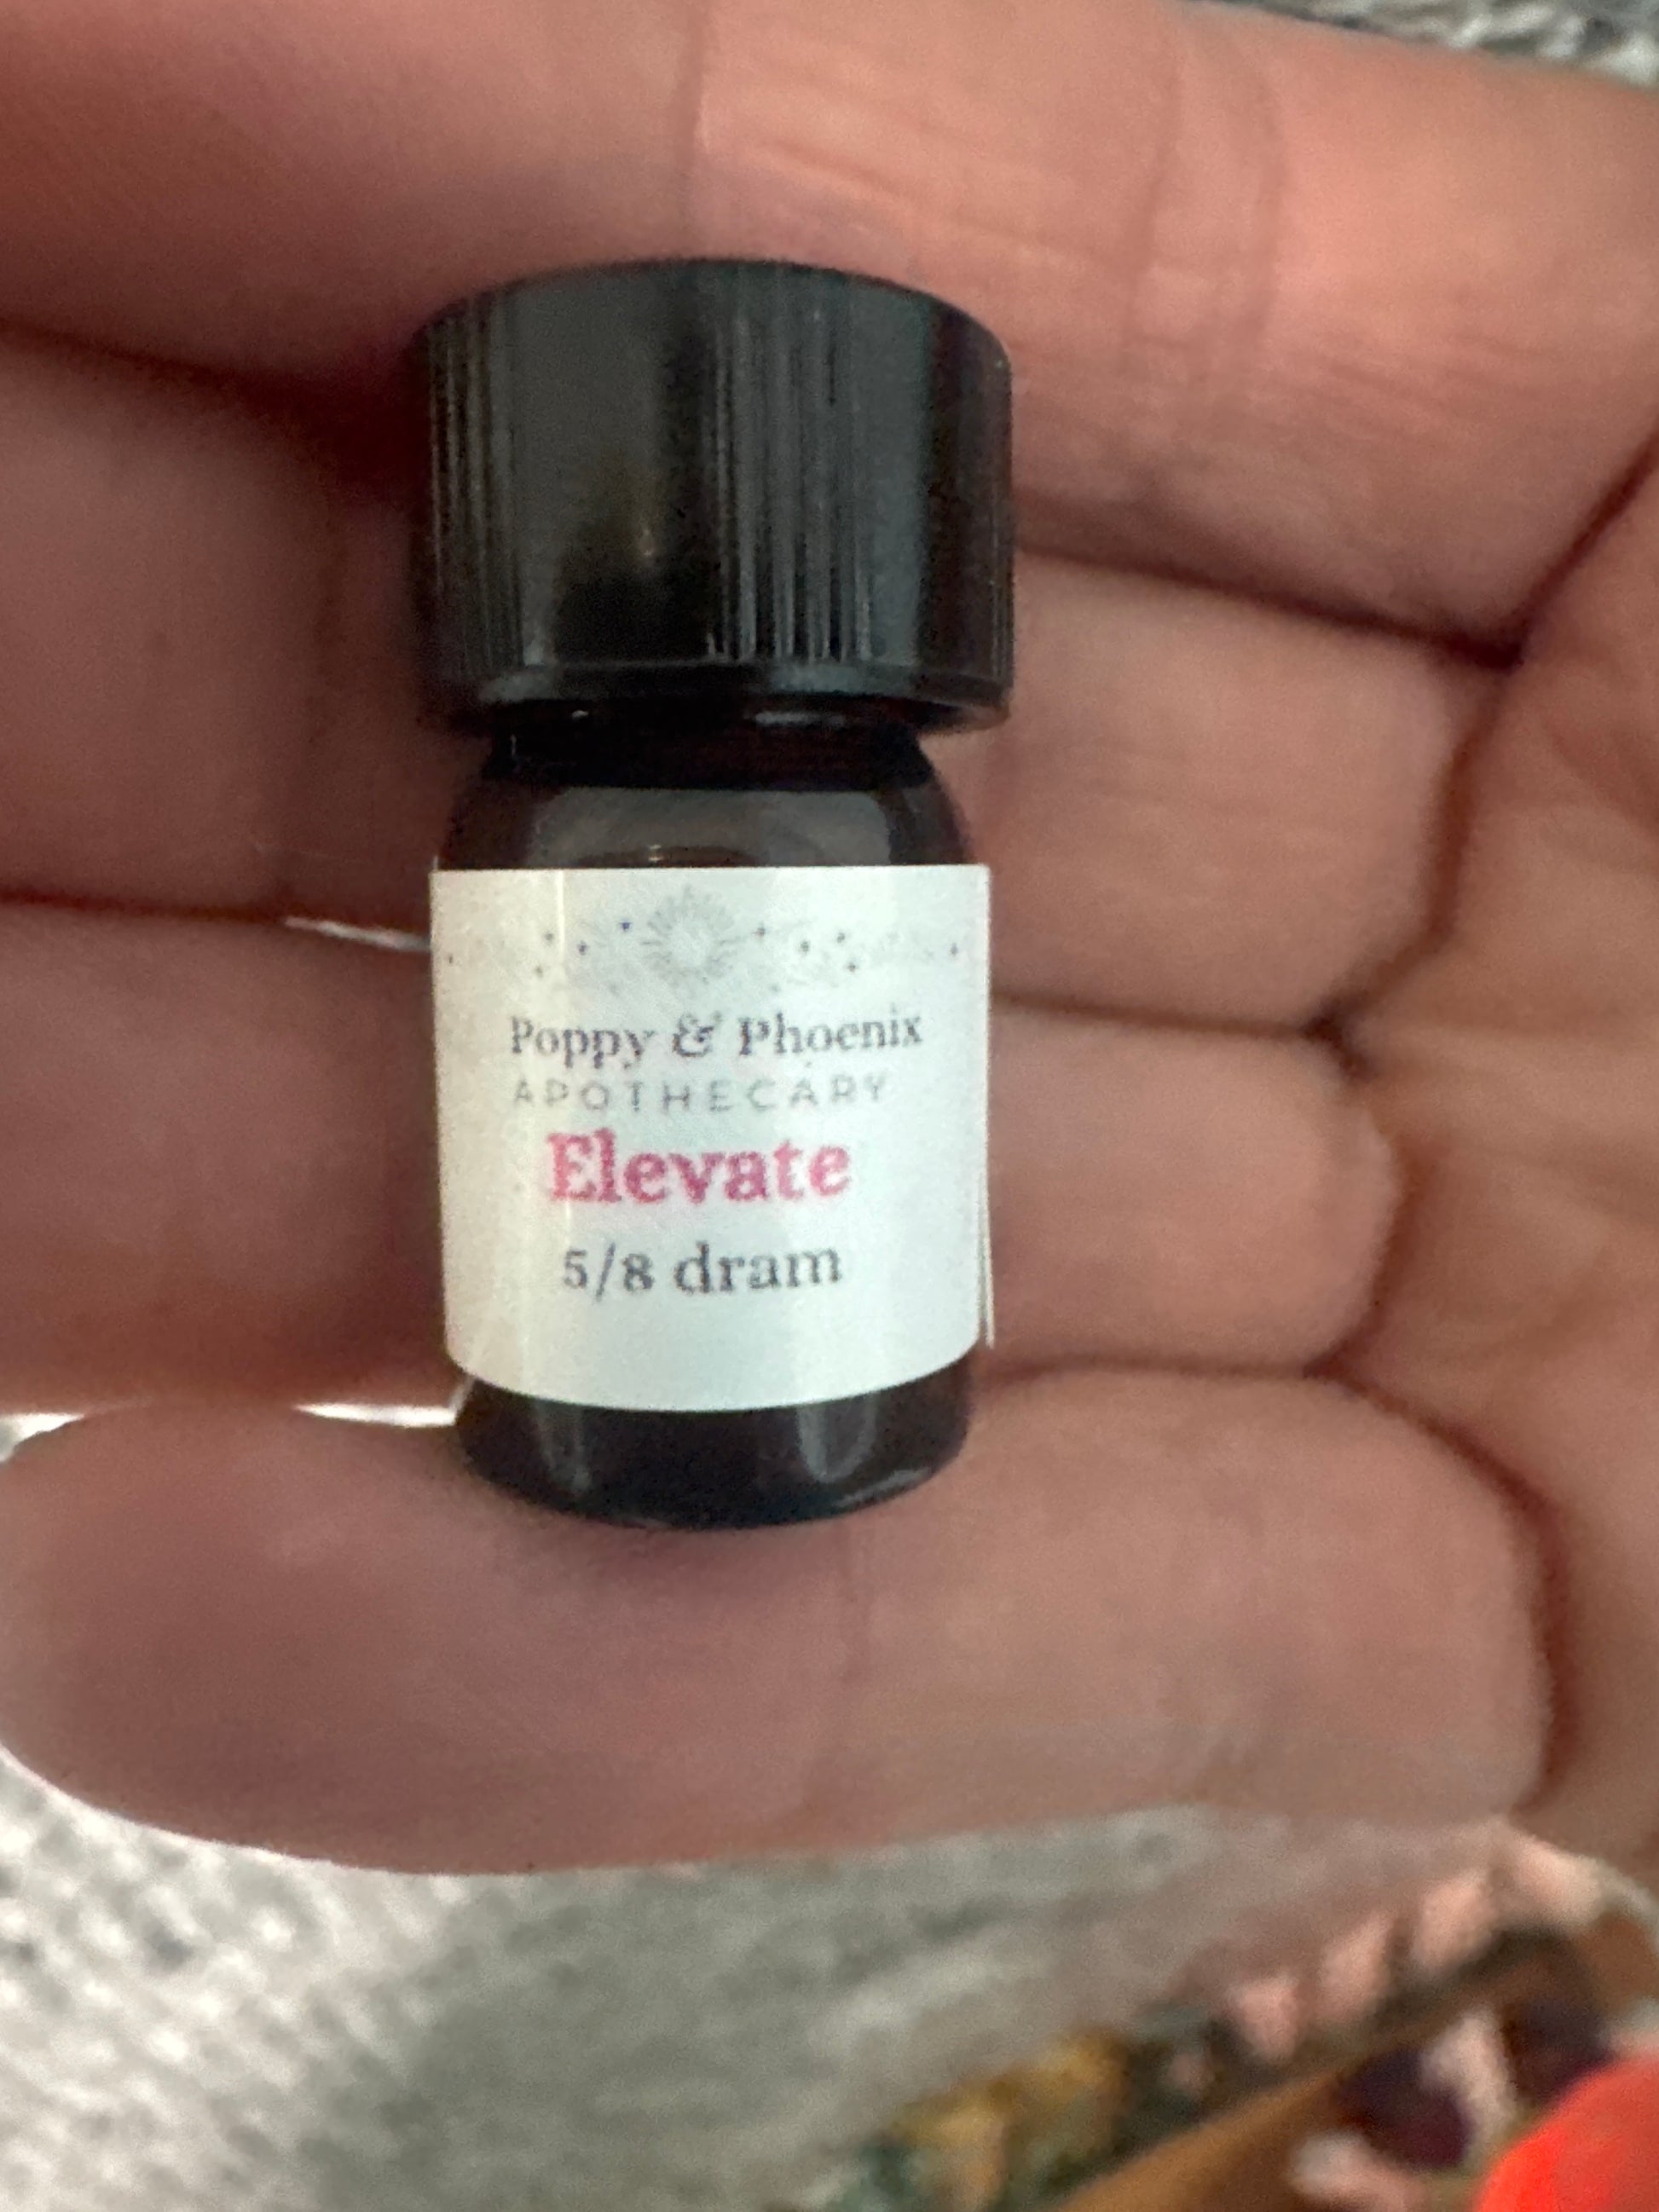 Poppy & Phoenix
APOTHECARY
Elevate
5/8 dram